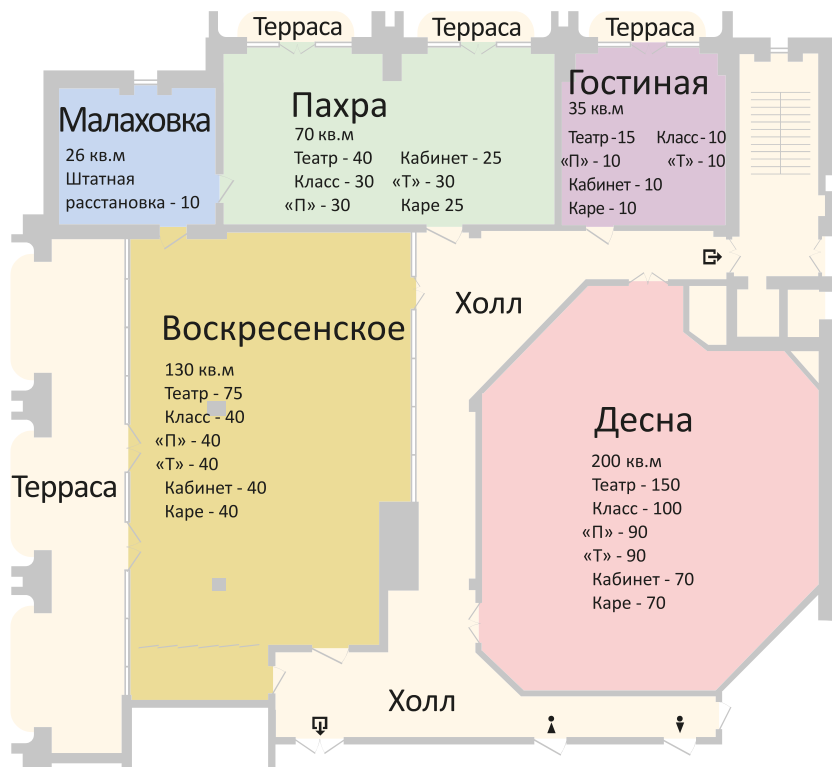 Терраса
Терраса
Терраса
Малаховка
26 кв.м
Штатная
расстановка - 10
Пахра
70 кв.м
Театр - 40
Класс - 30
«П» - 30
Кабинет - 25
«Т» - 30
Каре 25
Гостиная
35 кв.м
Театр -15 Класс - 10
«П» - 10 «Т» - 10
Кабинет - 10
Каре - 10
Холл
Воскресенское
130 кв.м
Театр - 75
Класс - 40
«П» - 40
«Т» - 40
Кабинет - 40
Каре - 40
Терраса
Десна
200 кв.м
Театр - 150
Класс - 100
«П» - 90
«Т» - 90
Кабинет - 70
Каре - 70
Холл